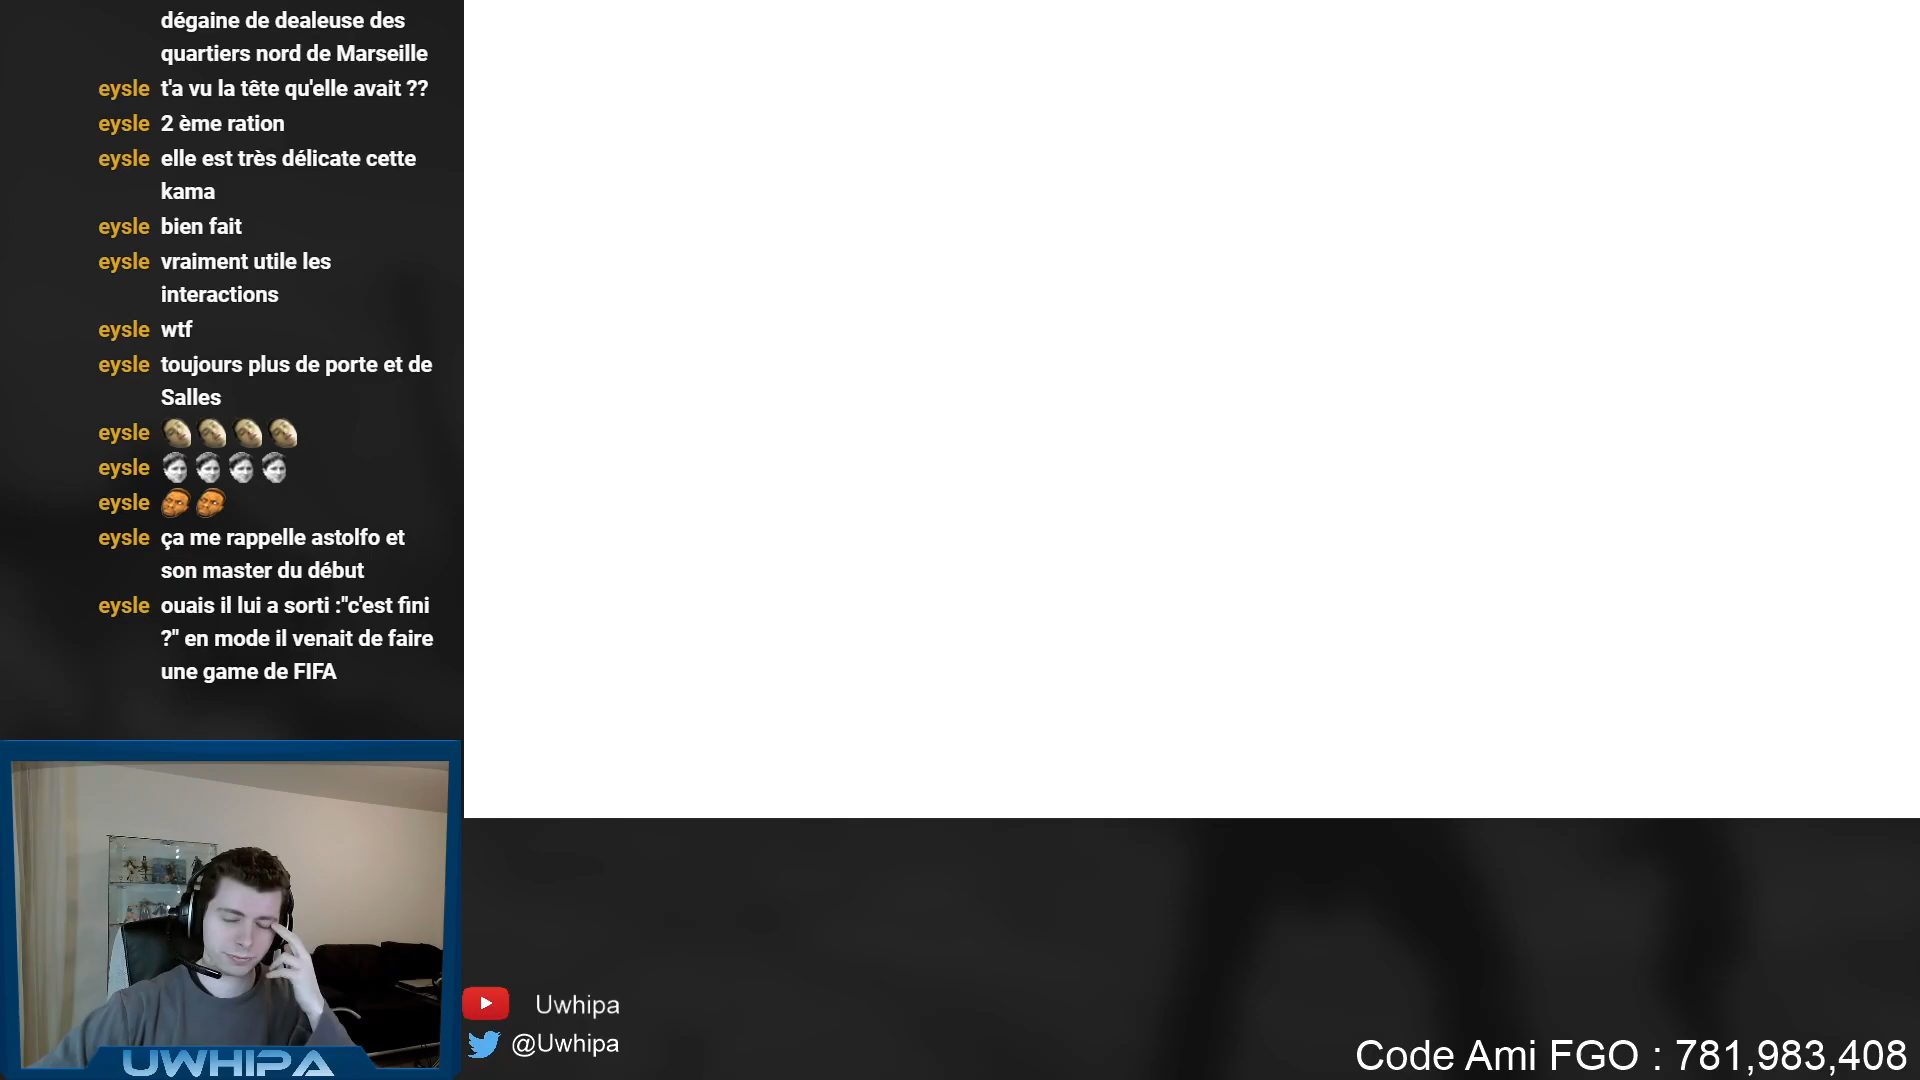 dégaine de dealeuse des
quartiers nord de Marseille
eysle t'a vu la tête qu'elle avait ??
eysle 2 ème ration
eysle elle est très délicate cette
kama
eysle bien fait
eysle vraiment utile les
interactions
eysle wtf
eysle toujours plus de porte et de
Salles
eysle
eysle
eysle
eysle ça me rappelle astolfo et
son master du début
eysle ouais il lui a sorti :"c'est fini
?" en mode il venait de faire
une game de FIFA
UWHIPA
Uwhipa
@Uwhipa
Code Ami FGO : 781,983,408